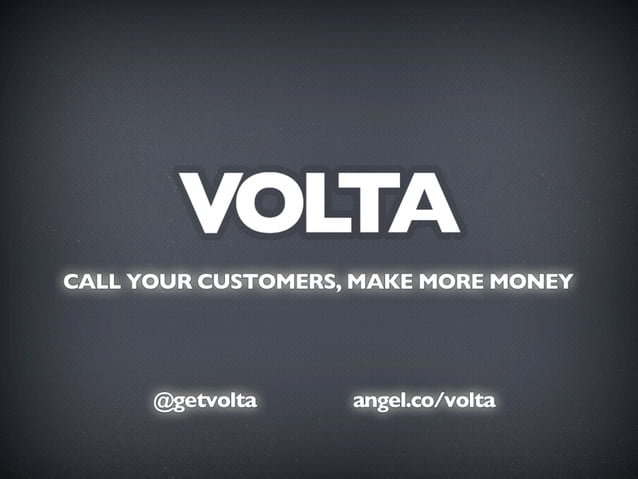 VOLTA
CALL YOUR CUSTOMERS, MAKE MORE MONEY
@getvolta angel.co/volta